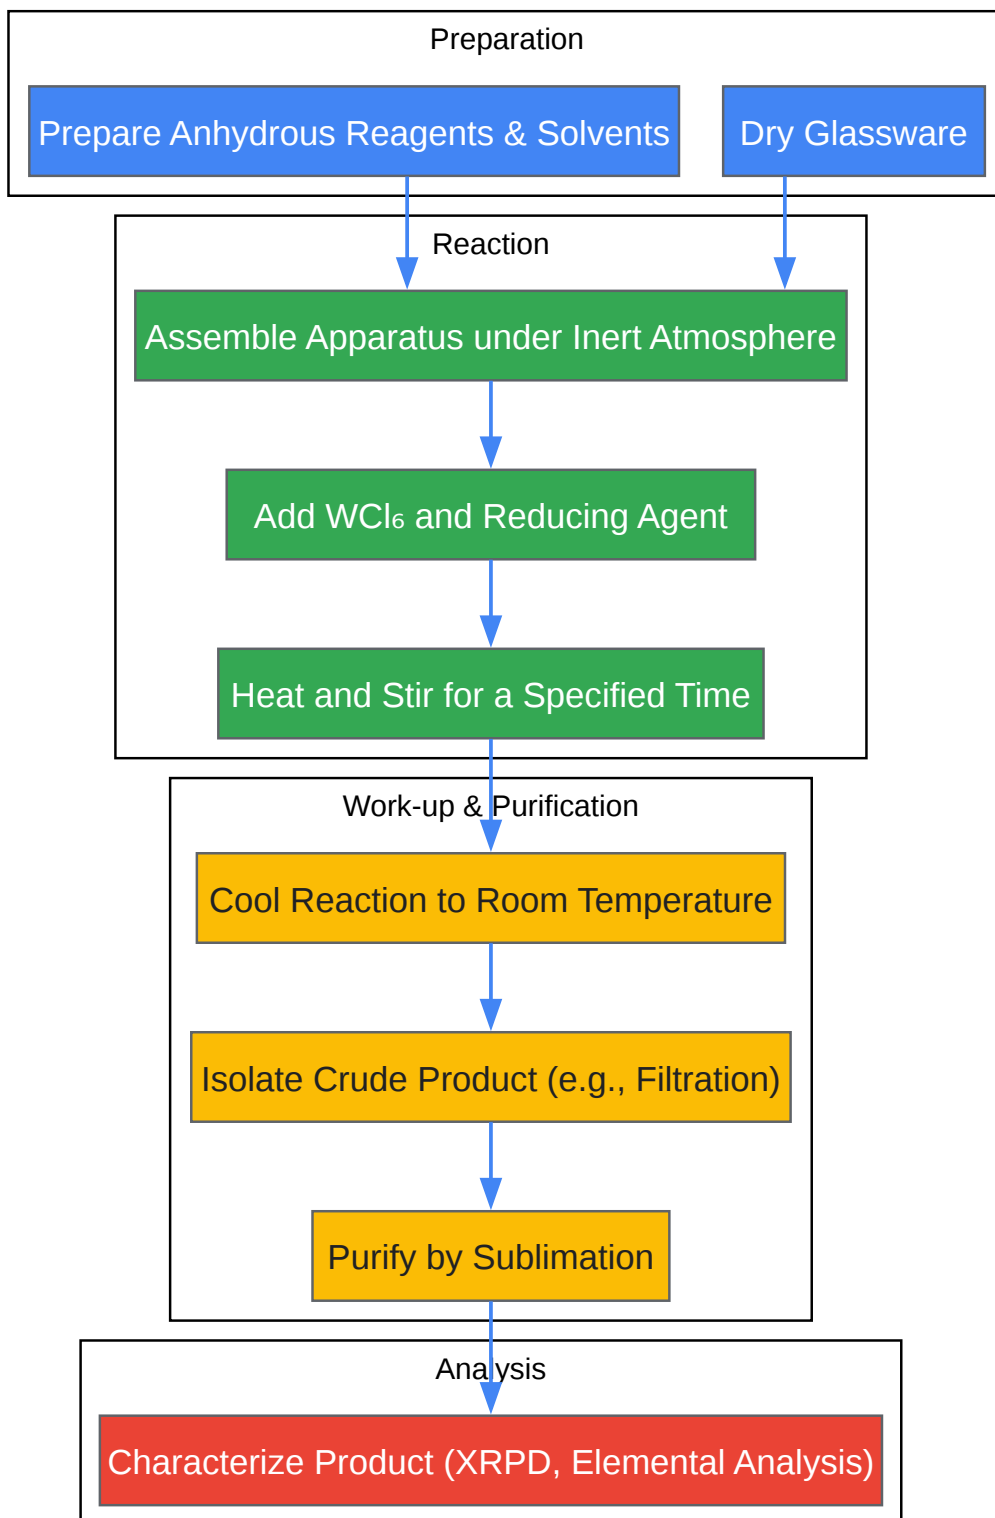 Preparation
Prepare Anhydrous Reagents & Solvents
Dry Glassware
Reaction
Assemble Apparatus under Inert Atmosphere
Add WCl₆ and Reducing Agent
Heat and Stir for a Specified Time
Work-up & Purification
Cool Reaction to Room Temperature
Isolate Crude Product (e.g., Filtration)
Purify by Sublimation
Analysis
Characterize Product (XRPD, Elemental Analysis)